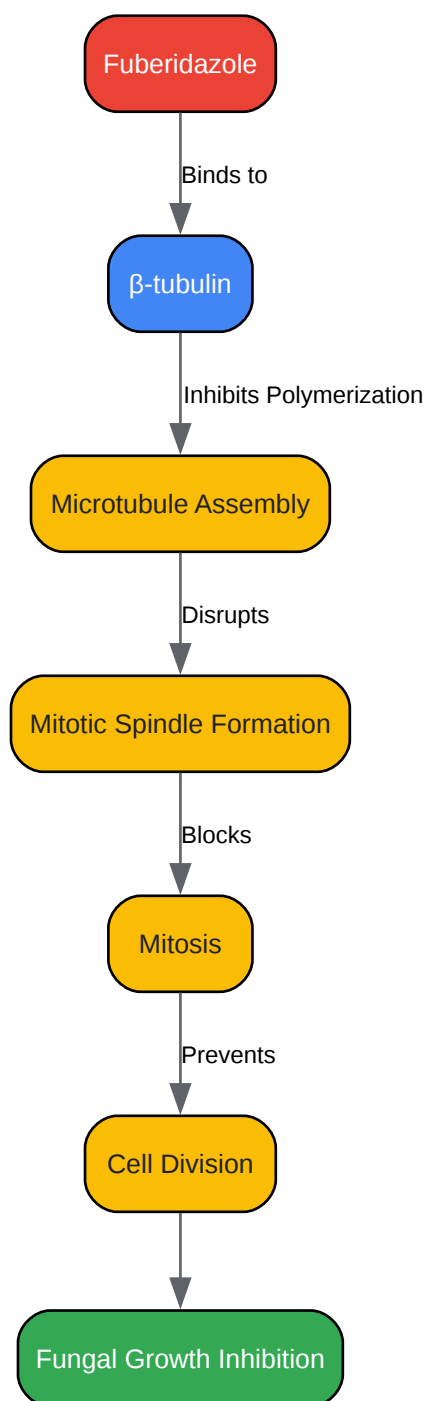 Fuberidazole
Binds to
β-tubulin
Inhibits Polymerization
Microtubule Assembly
Disrupts
Mitotic Spindle Formation
Blocks
Mitosis
Prevents
Cell Division
Fungal Growth Inhibition